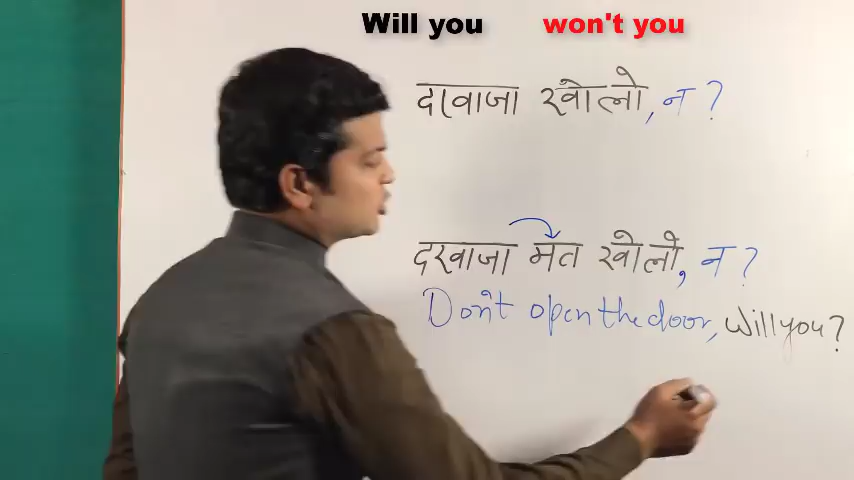 Will you won't you
दरवाजा खोलो, न ?
दरवाजा मत खोलो, न ?
Don't open the door, will you?